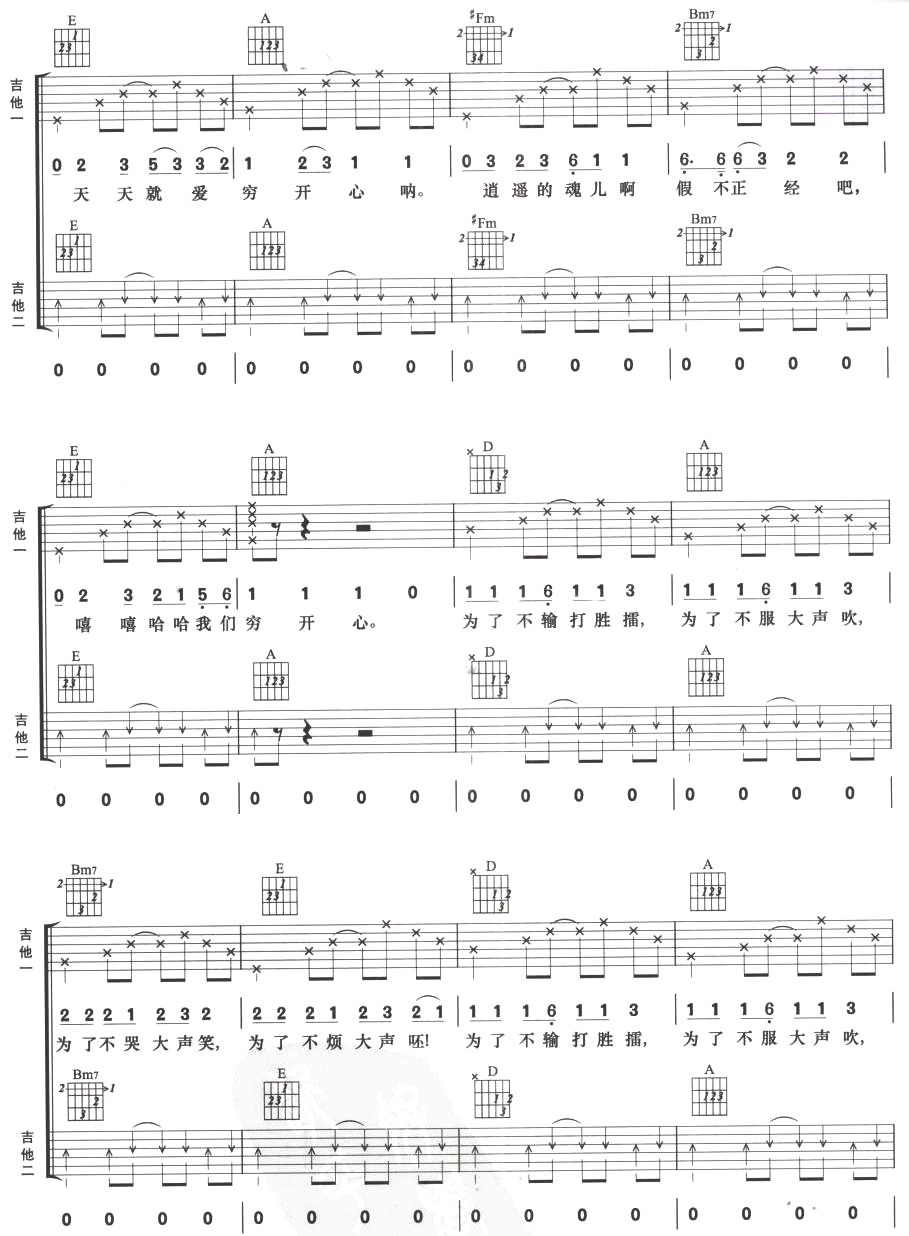 E A #Fm Bm7
吉他一
0 2 3 5 3 3 2 1 2 3 1 1 0 3 2 3 6 1 1 6. 6 6 3 2 2
天天就爱穷开心呐。逍遥的魂儿啊假不正经吧，
E A #Fm Bm7
吉他二
0 0 0 0 0 0 0 0 0 0 0 0 0 0 0 0
E A D A
吉他一
0 2 3 2 1 5 6 1 1 1 0 1 1 1 6 1 1 3 1 1 1 6 1 1 3
嘻嘻哈哈我们穷开心。为了不输打胜擂，为了不服大声吹，
E A D A
吉他二
0 0 0 0 0 0 0 0 0 0 0 0 0 0 0 0
Bm7 E D A
吉他一
2 2 2 1 2 3 2 2 2 2 1 2 3 2 1 1 1 1 6 1 1 3 1 1 1 6 1 1 3
为了不哭大声笑，为了不烦大声呸！为了不输打胜擂，为了不服大声吹，
Bm7 E D A
吉他二
0 0 0 0 0 0 0 0 0 0 0 0 0 0 0 0